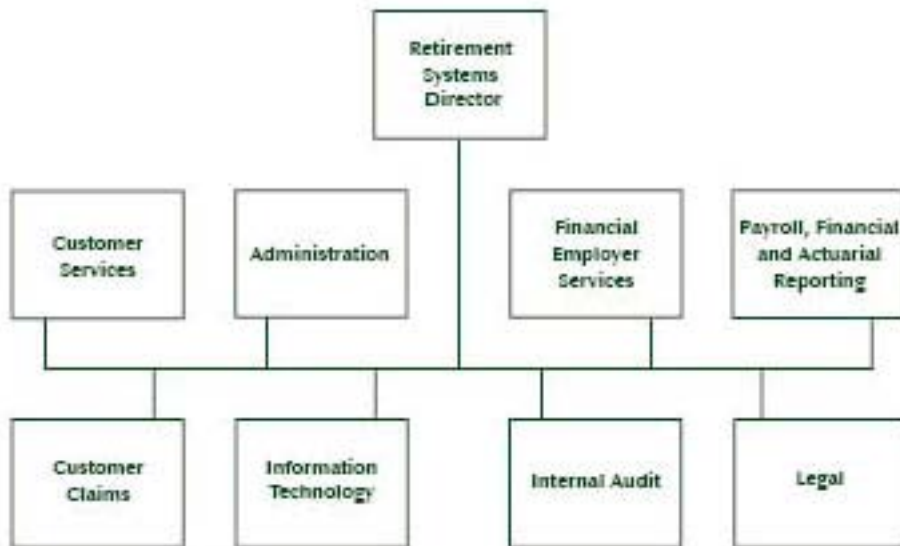 Retirement
Systems
Director
Customer
Services
Administration
Financial
Employer
Services
Payroll, Financial
and Actuarial
Reporting
Customer
Claims
Information
Technology
Internal Audit
Legal